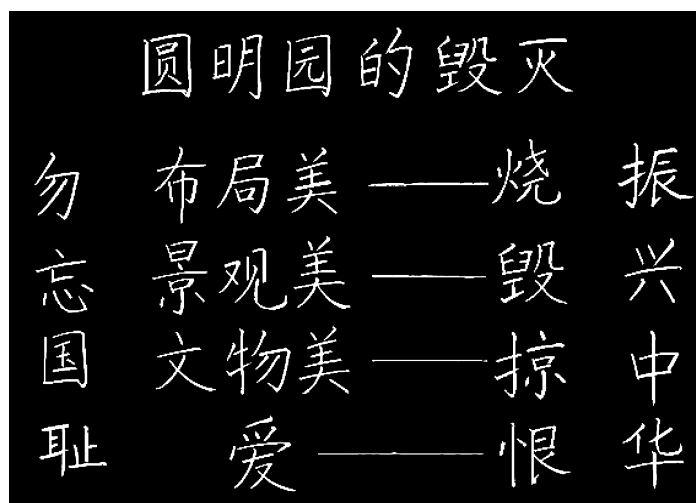 圆明园的毁灭
勿 布局美——烧 振
忘 景观美——毁 兴
国 文物美——掠 中
耻 爱——恨 华